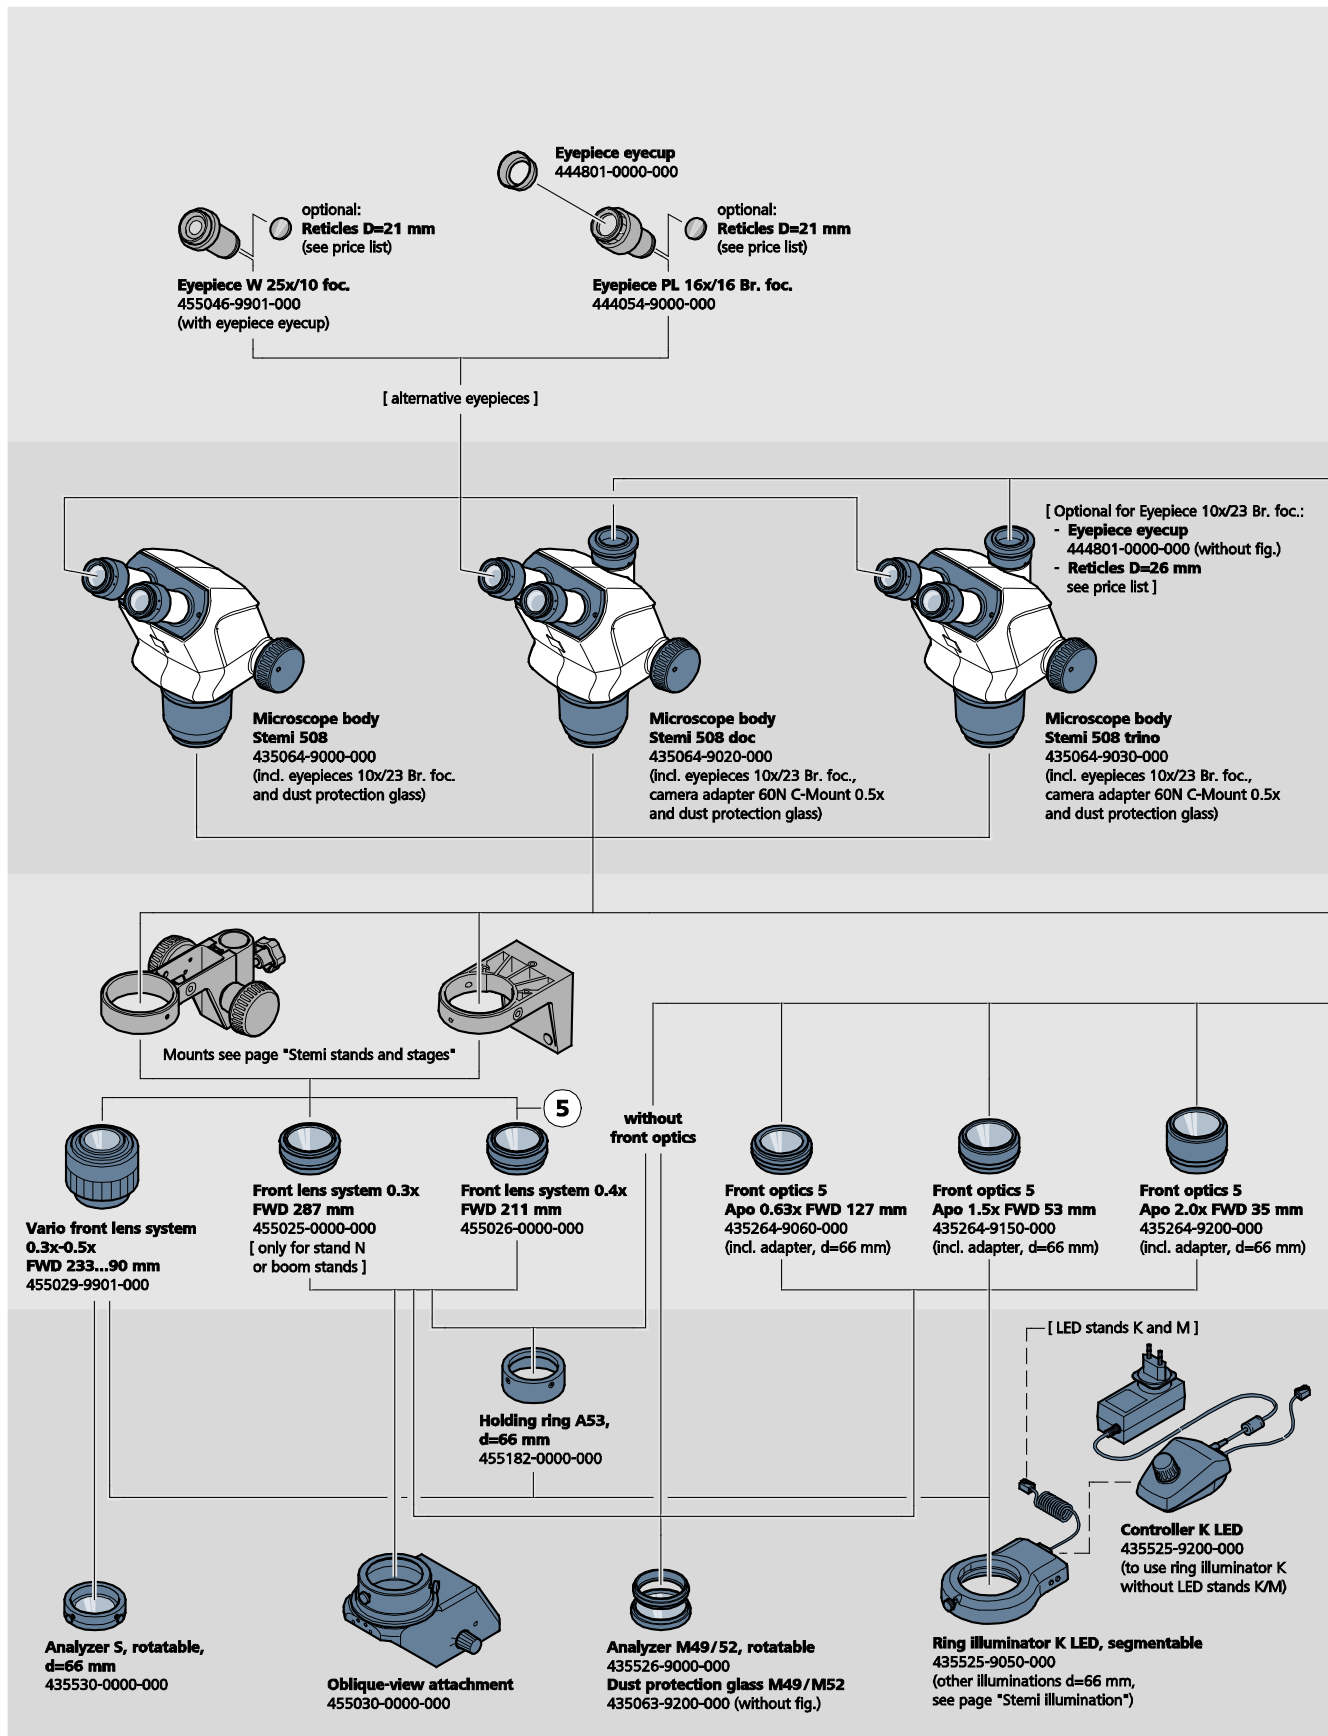 Eyepiece eyecup
444801-0000-000
optional:
Reticles D=21 mm
(see price list)
optional:
Reticles D=21 mm
(see price list)
Eyepiece W 25x/10 foc.
455046-9901-000
(with eyepiece eyecup)
Eyepiece PL 16x/16 Br. foc.
444054-9000-000
[ alternative eyepieces ]
[ Optional for Eyepiece 10x/23 Br. foc.:
- Eyepiece eyecup
444801-0000-000 (without fig.)
- Reticles D=26 mm
see price list ]
Microscope body
Stemi 508
435064-9000-000
(incl. eyepieces 10x/23 Br. foc.
and dust protection glass)
Microscope body
Stemi 508 doc
435064-9020-000
(incl. eyepieces 10x/23 Br. foc.,
camera adapter 60N C-Mount 0.5x
and dust protection glass)
Microscope body
Stemi 508 trino
435064-9030-000
(incl. eyepieces 10x/23 Br. foc.,
camera adapter 60N C-Mount 0.5x
and dust protection glass)
Mounts see page "Stemi stands and stages"
5
without
front optics
Vario front lens system
0.3x-0.5x
FWD 233...90 mm
455029-9901-000
Front lens system 0.3x
FWD 287 mm
455025-0000-000
[ only for stand N
or boom stands ]
Front lens system 0.4x
FWD 211 mm
455026-0000-000
Front optics 5
Apo 0.63x FWD 127 mm
435264-9060-000
(incl. adapter, d=66 mm)
Front optics 5
Apo 1.5x FWD 53 mm
435264-9150-000
(incl. adapter, d=66 mm)
Front optics 5
Apo 2.0x FWD 35 mm
435264-9200-000
(incl. adapter, d=66 mm)
[ LED stands K and M ]
Holding ring A53,
d=66 mm
455182-0000-000
Controller K LED
435525-9200-000
(to use ring illuminator K
without LED stands K/M)
Analyzer S, rotatable,
d=66 mm
435530-0000-000
Oblique-view attachment
455030-0000-000
Analyzer M49/52, rotatable
435526-9000-000
Dust protection glass M49/M52
435063-9200-000 (without fig.)
Ring illuminator K LED, segmentable
435525-9050-000
(other illuminations d=66 mm,
see page "Stemi illumination")